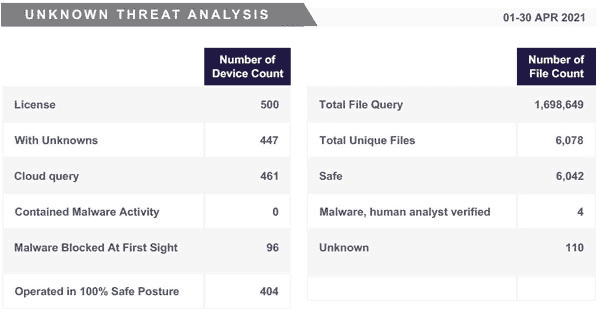 UNKNOWN THREAT ANALYSIS
01-30 APR 2021
Number of
Device Count
License 500
With Unknowns 447
Cloud query 461
Contained Malware Activity 0
Malware Blocked At First Sight 96
Operated in 100% Safe Posture 404
Number of
File Count
Total File Query 1,698,649
Total Unique Files 6,078
Safe 6,042
Malware, human analyst verified 4
Unknown 110